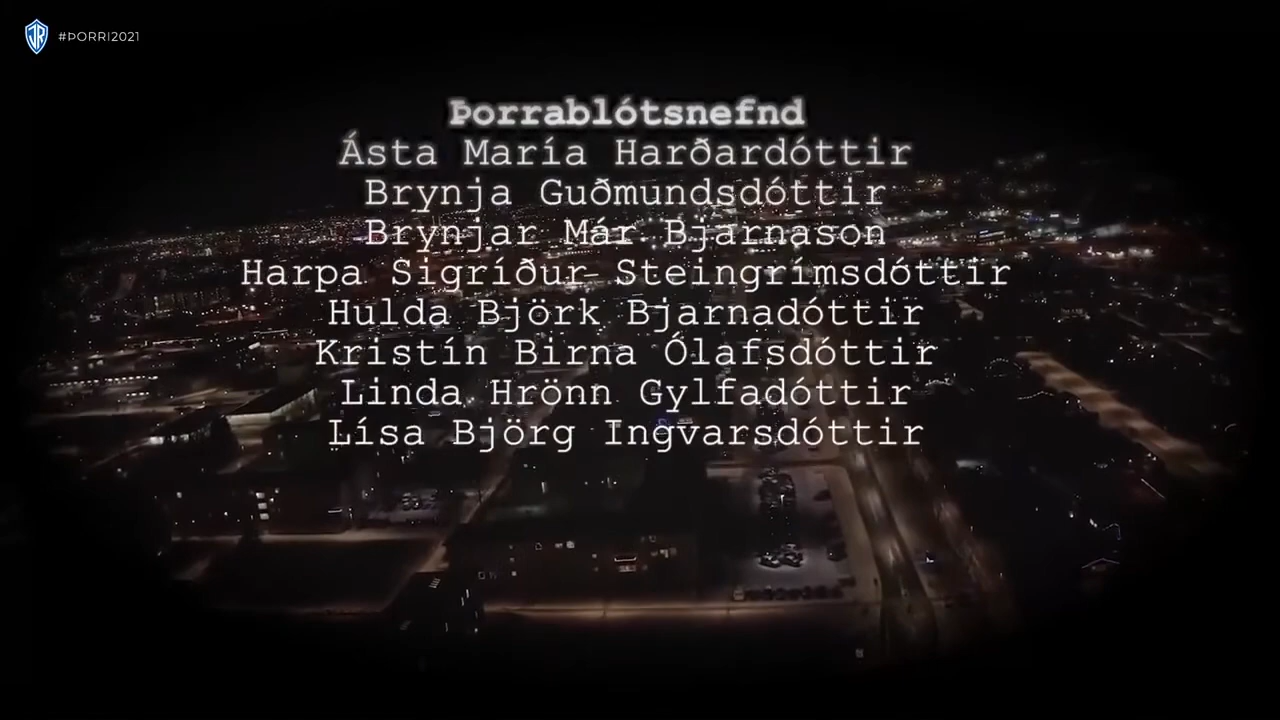 JR #ÞORRI2021
Þorrablótsnefnd
Ásta María Harðardóttir
Brynja Guðmundsdóttir
Brynjar Már Bjarnason
Harpa Sigríður Steingrímsdóttir
Hulda Björk Bjarnadóttir
Kristín Birna Ólafsdóttir
Linda Hrönn Gylfadóttir
Lísa Björg Ingvarsdóttir